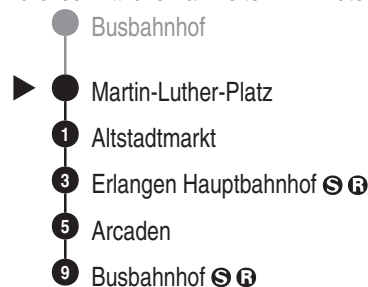 Busbahnhof
Martin-Luther-Platz
1 Altstadtmarkt
3 Erlangen Hauptbahnhof S R
5 Arcaden
9 Busbahnhof S R